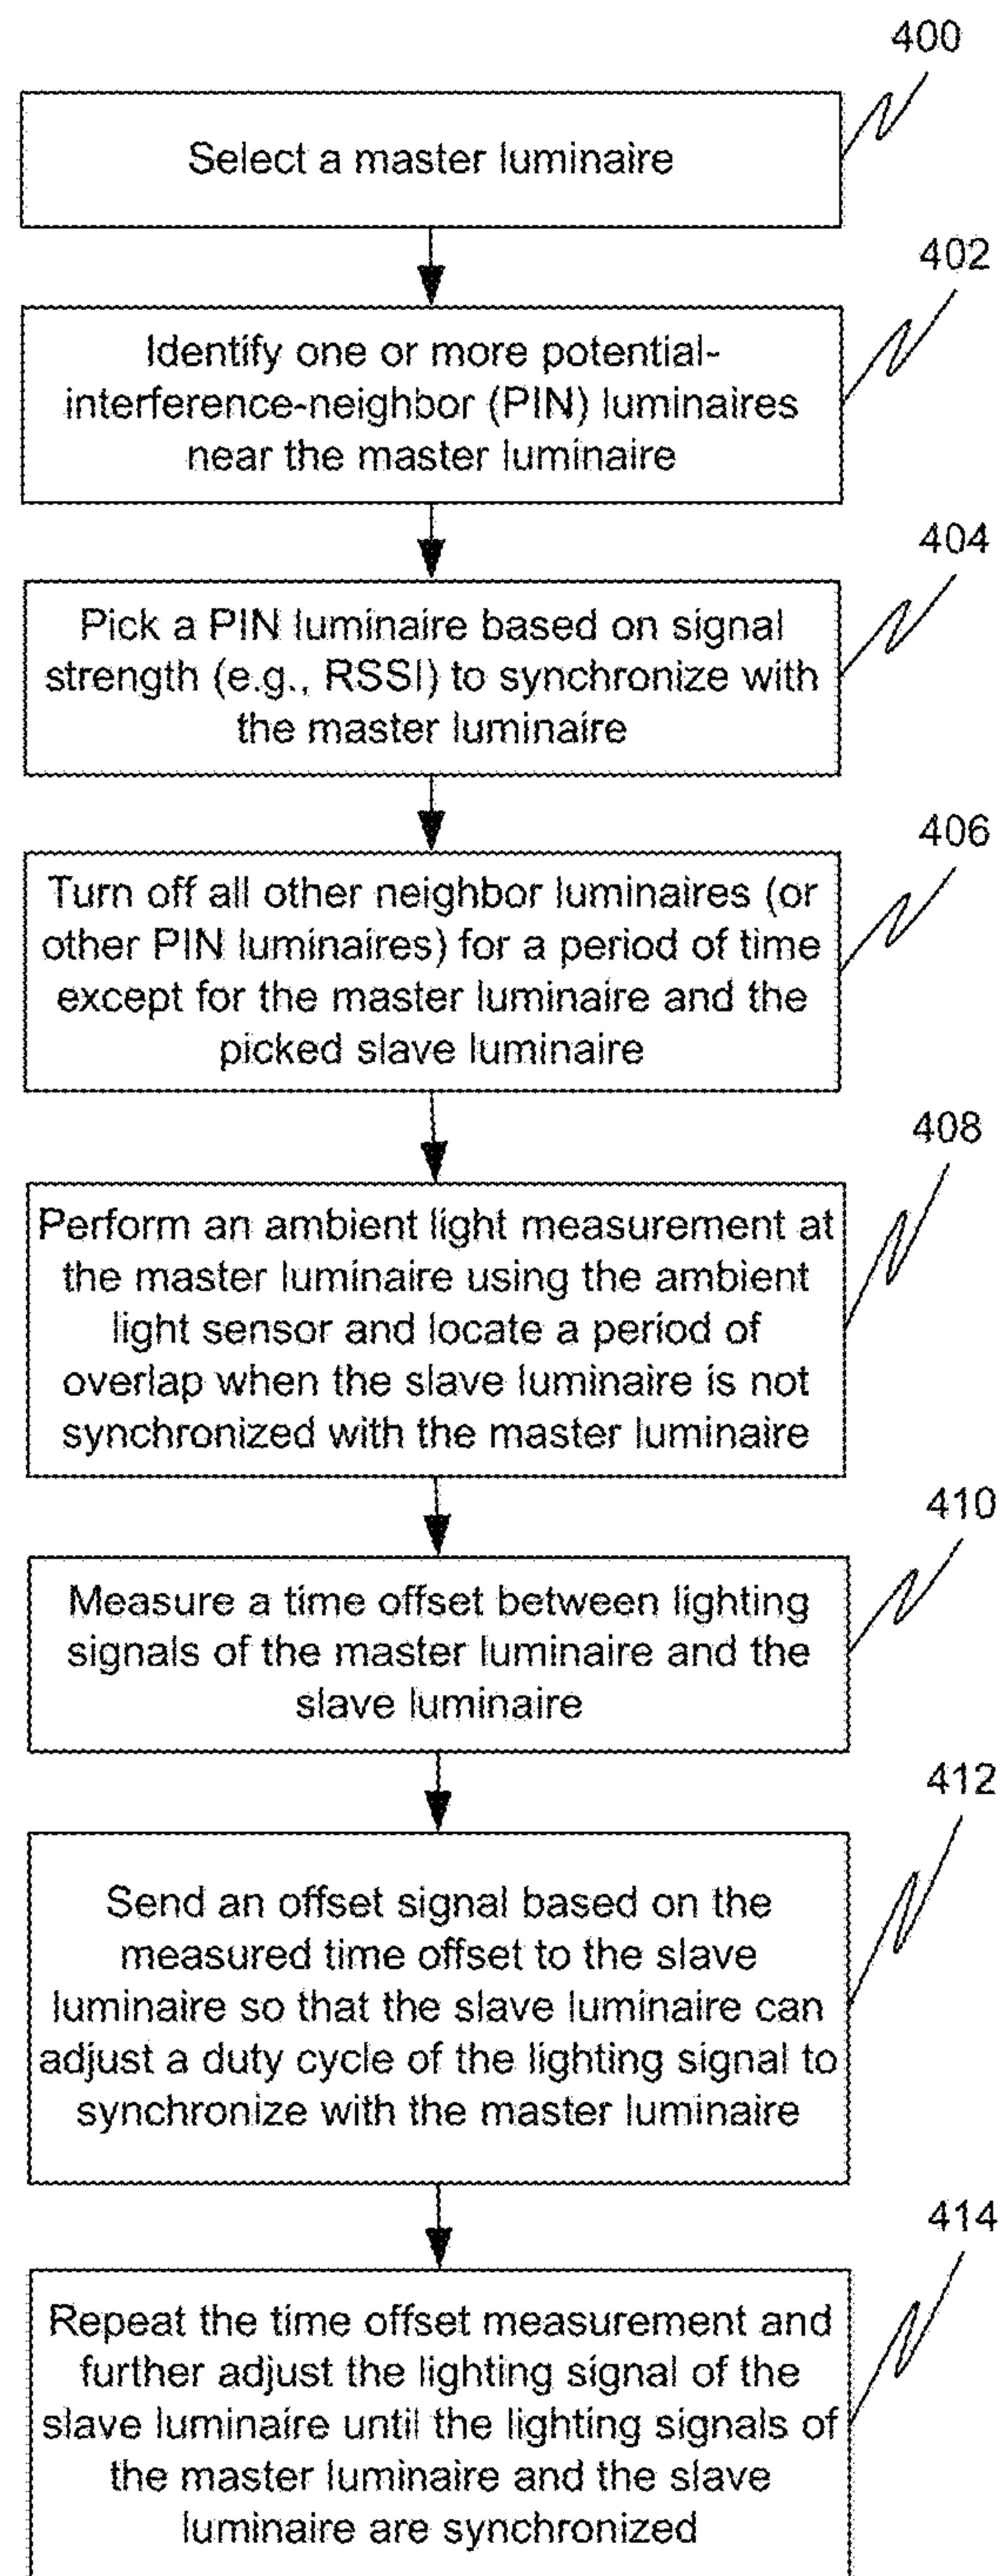 400
Select a master luminaire
402
Identify one or more potential-
interference-neighbor (PIN) luminaires
near the master luminaire
404
Pick a PIN luminaire based on signal
strength (e.g., RSSI) to synchronize with
the master luminaire
406
Turn off all other neighbor luminaires (or
other PIN luminaires) for a period of time
except for the master luminaire and the
picked slave luminaire
408
Perform an ambient light measurement at
the master luminaire using the ambient
light sensor and locate a period of
overlap when the slave luminaire is not
synchronized with the master luminaire
410
Measure a time offset between lighting
signals of the master luminaire and the
slave luminaire
412
Send an offset signal based on the
measured time offset to the slave
luminaire so that the slave luminaire can
adjust a duty cycle of the lighting signal to
synchronize with the master luminaire
414
Repeat the time offset measurement and
further adjust the lighting signal of the
slave luminaire until the lighting signals of
the master luminaire and the slave
luminaire are synchronized